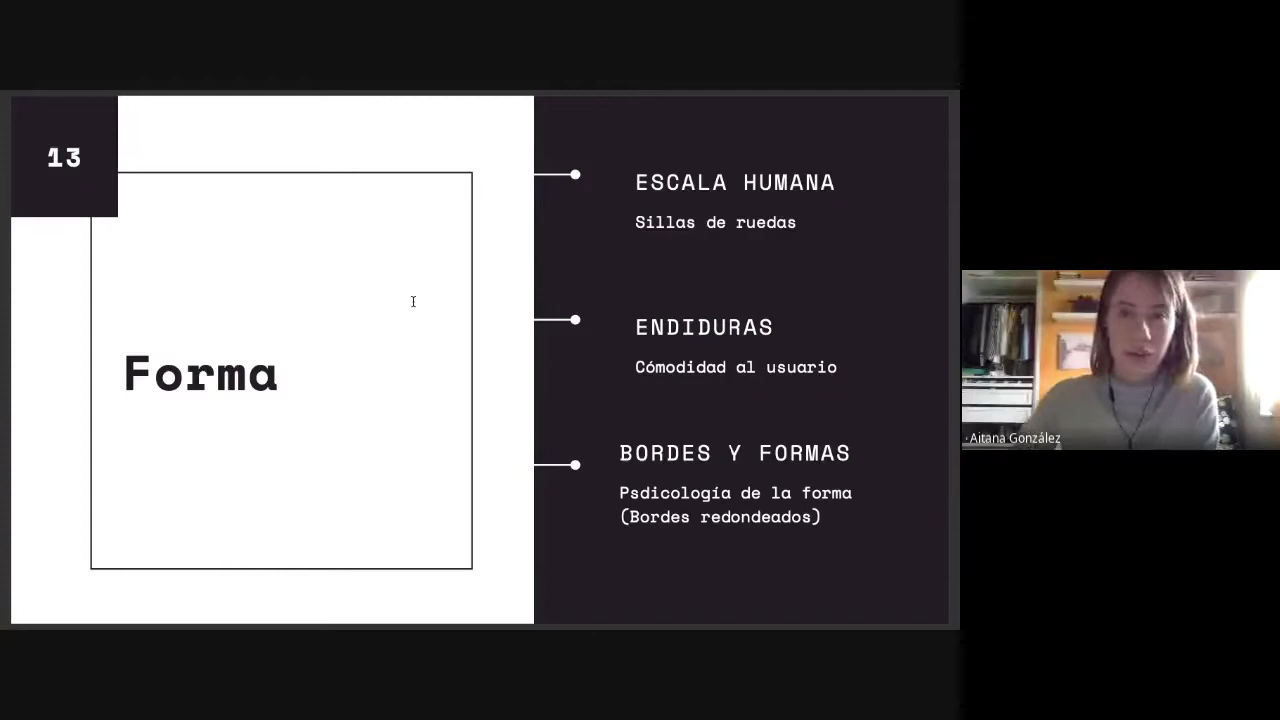 13
Forma
ESCALA HUMANA
Sillas de ruedas
ENDIDURAS
Cómodidad al usuario
BORDES Y FORMAS
Psdicología de la forma
(Bordes redondeados)
Aitana González